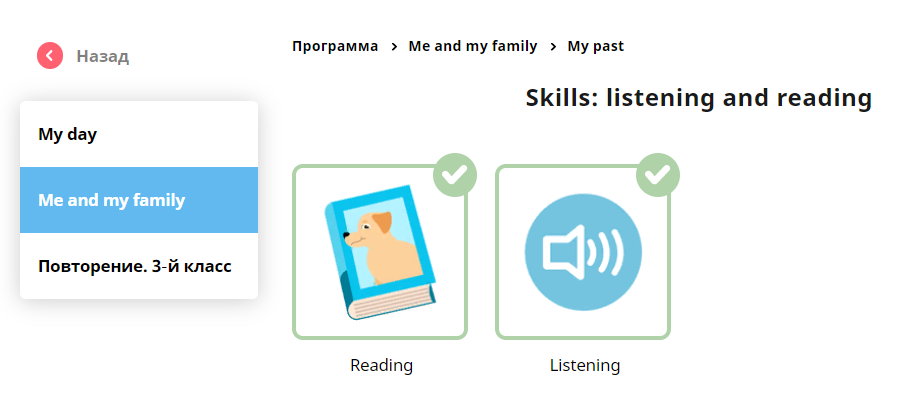 Назад
Программа > Me and my family > My past
Skills: listening and reading
My day
Me and my family
Повторение. 3-й класс
Reading
Listening